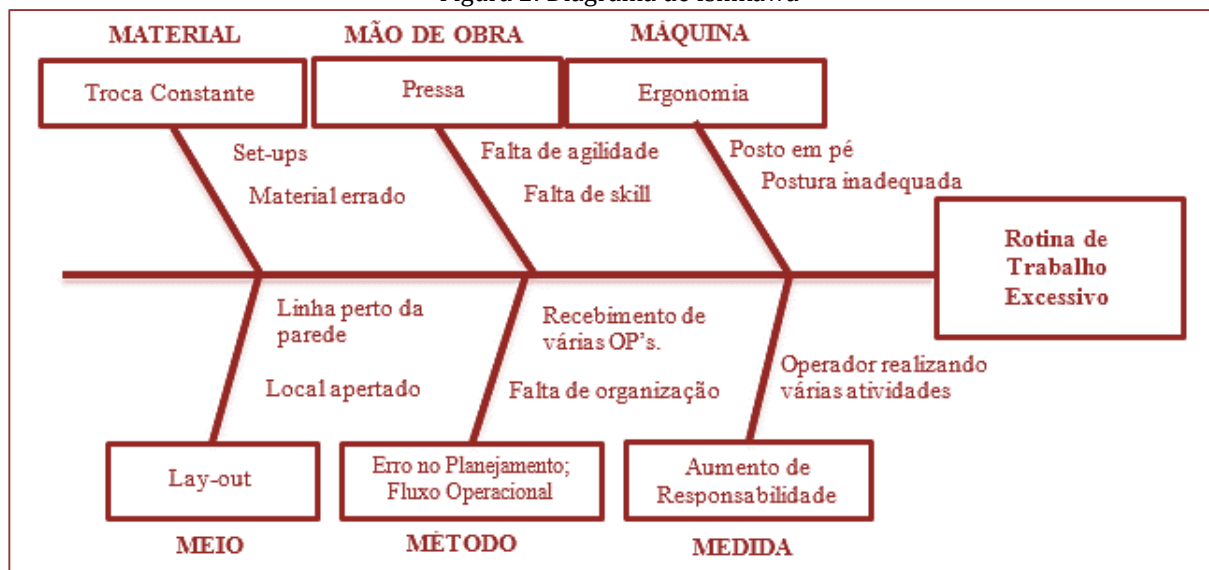 MATERIAL
MÃO DE OBRA
MÁQUINA
Troca Constante
Pressa
Ergonomia
Set-ups
Material errado
Falta de agilidade
Falta de skill
Posto em pé
Postura inadequada
Rotina de
Trabalho
Excessivo
Linha perto da
parede
Local apertado
Recebimento de
várias OP's.
Falta de organização
Operador realizando
várias atividades
Lay-out
Erro no Planejamento;
Fluxo Operacional
Aumento de
Responsabilidade
MEIO
MÉTODO
MEDIDA